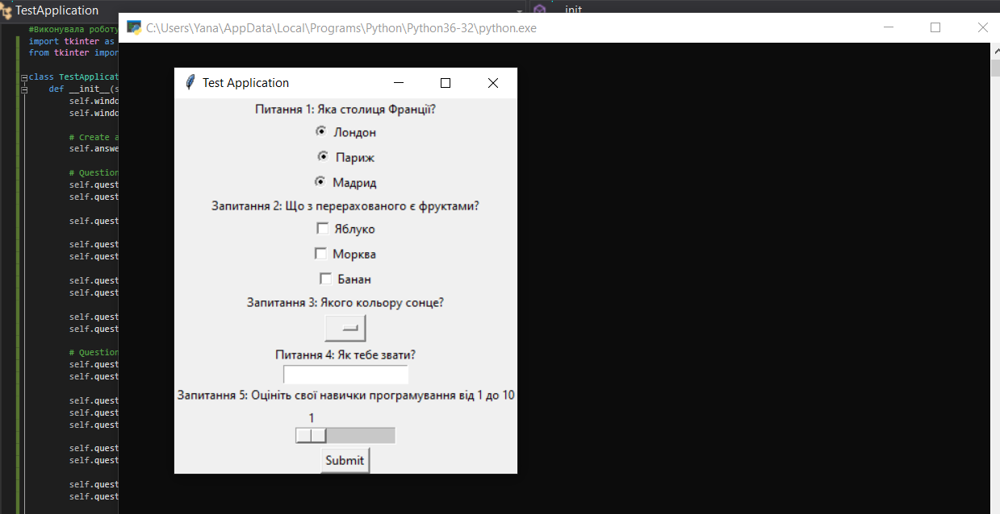 TestApplication
__init__
C:\Users\Yana\AppData\Local\Programs\Python\Python36-32\python.exe
#Виконувала роботу
import tkinter as
from tkinter impor
class TestApplicat
def __init__(s
self.windo
self.windo
# Create a
self.answe
# Question
self.quest
self.quest
self.quest
self.quest
self.quest
self.quest
self.quest
self.quest
self.quest
# Question
self.quest
self.quest
self.quest
self.quest
self.quest
self.quest
self.quest
self.quest
self.quest
Test Application
Питання 1: Яка столиця Франції?
Лондон
Париж
Мадрид
Запитання 2: Що з перерахованого є фруктами?
Яблуко
Морква
Банан
Запитання 3: Якого кольору сонце?
Питання 4: Як тебе звати?
Запитання 5: Оцініть свої навички програмування від 1 до 10
1
Submit